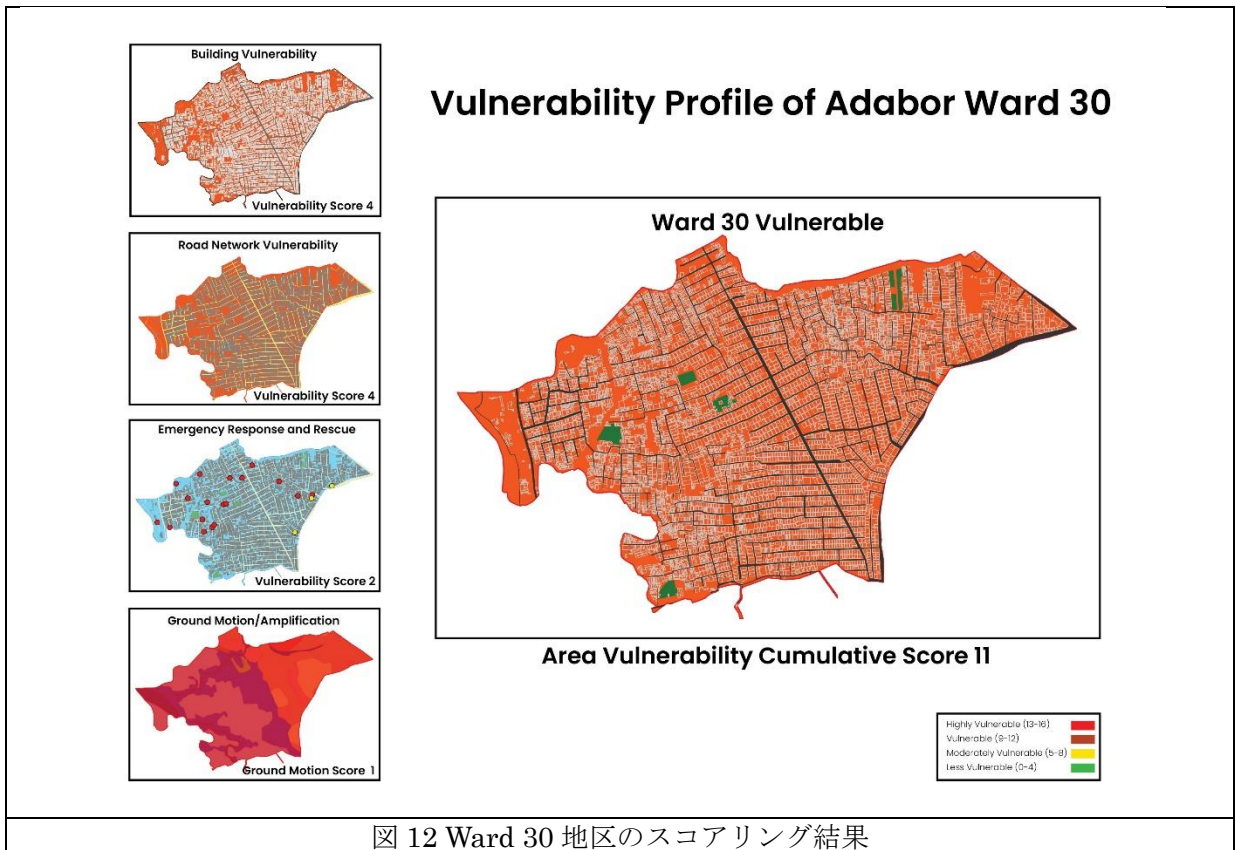 Building Vulnerability
Vulnerability Score 4
Road Network Vulnerability
Vulnerability Score 4
Emergency Response and Rescue
Vulnerability Score 2
Ground Motion/Amplification
Ground Motion Score 1
Vulnerability Profile of Adabor Ward 30
Ward 30 Vulnerable
Area Vulnerability Cumulative Score 11
Highly Vulnerable (13-16)
Vulnerable (9-12)
Moderately Vulnerable (5-8)
Less Vulnerable (0-4)
図 12 Ward 30 地区のスコアリング結果